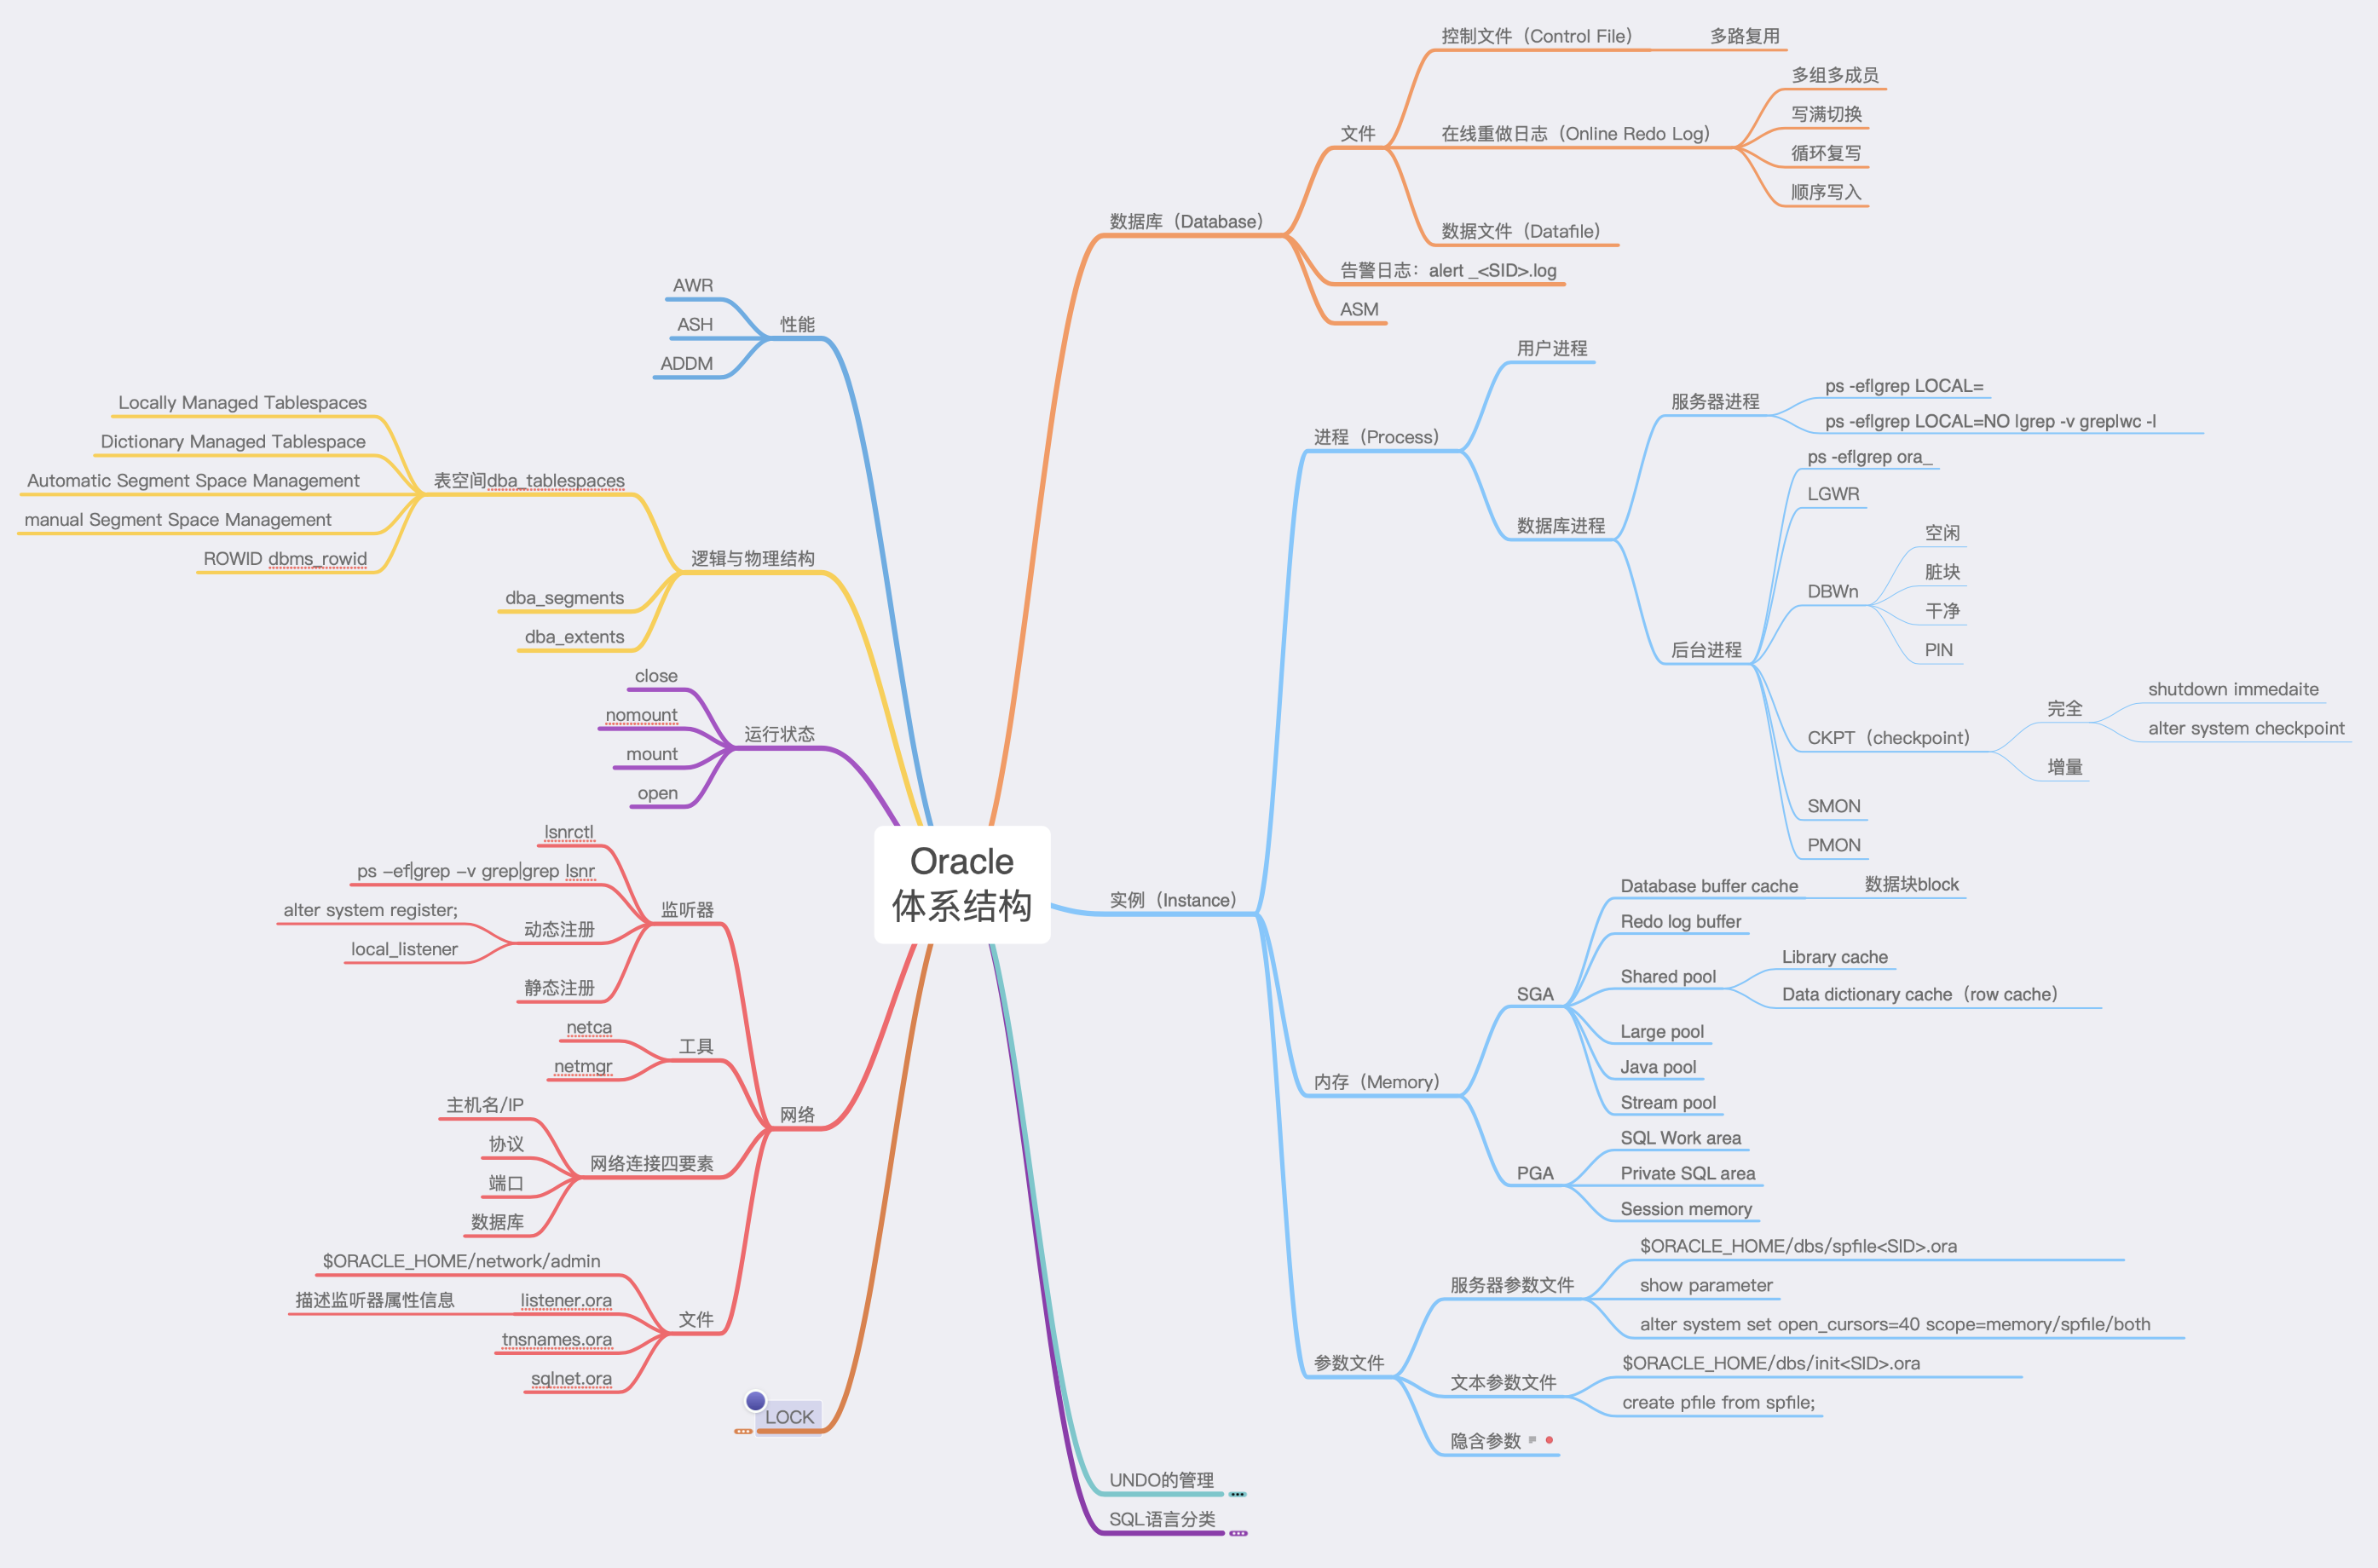 Oracle
体系结构
数据库（Database）
文件
控制文件（Control File）
多路复用
在线重做日志（Online Redo Log）
多组多成员
写满切换
循环复写
顺序写入
数据文件（Datafile）
告警日志：alert _<SID>.log
ASM
实例（Instance）
进程（Process）
用户进程
数据库进程
服务器进程
ps -ef|grep LOCAL=
ps -ef|grep LOCAL=NO |grep -v grep|wc -l
后台进程
ps -ef|grep ora_
LGWR
DBWn
空闲
脏块
干净
PIN
CKPT（checkpoint）
完全
shutdown immedaite
alter system checkpoint
增量
SMON
PMON
内存（Memory）
SGA
Database buffer cache
数据块block
Redo log buffer
Shared pool
Library cache
Data dictionary cache（row cache）
Large pool
Java pool
Stream pool
PGA
SQL Work area
Private SQL area
Session memory
参数文件
服务器参数文件
$ORACLE_HOME/dbs/spfile<SID>.ora
show parameter
alter system set open_cursors=40 scope=memory/spfile/both
文本参数文件
$ORACLE_HOME/dbs/init<SID>.ora
create pfile from spfile;
隐含参数
UNDO的管理
SQL语言分类
性能
AWR
ASH
ADDM
逻辑与物理结构
表空间dba_tablespaces
Locally Managed Tablespaces
Dictionary Managed Tablespace
Automatic Segment Space Management
manual Segment Space Management
ROWID dbms_rowid
dba_segments
dba_extents
运行状态
close
nomount
mount
open
网络
监听器
lsnrctl
ps –ef|grep –v grep|grep lsnr
动态注册
alter system register;
local_listener
静态注册
工具
netca
netmgr
网络连接四要素
主机名/IP
协议
端口
数据库
文件
$ORACLE_HOME/network/admin
listener.ora
描述监听器属性信息
tnsnames.ora
sqlnet.ora
LOCK